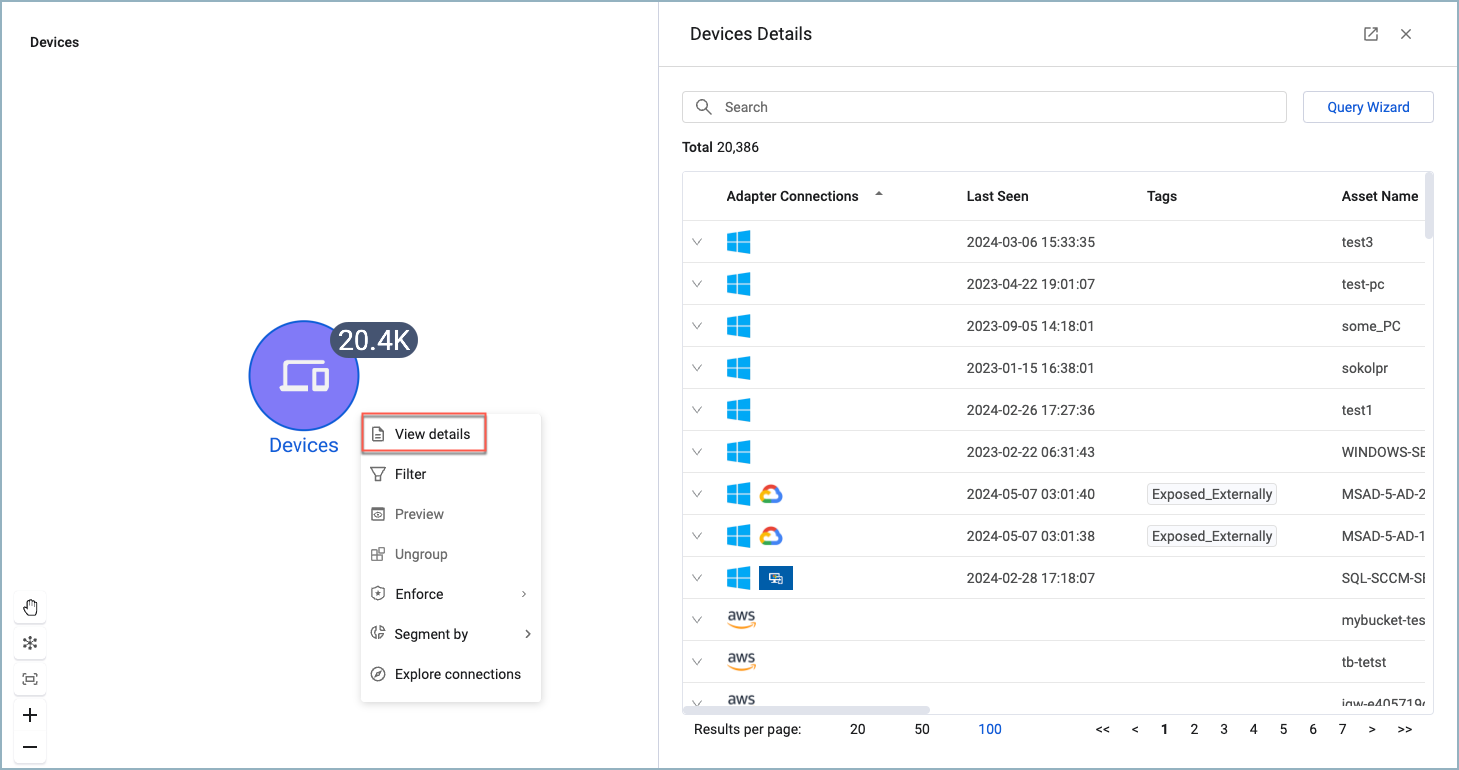 Devices
20.4K
Devices
View details
Filter
Preview
Ungroup
Enforce
Segment by
Explore connections
Devices Details
Search
Query Wizard
Total 20,386
Adapter Connections Last Seen Tags Asset Name
2024-03-06 15:33:35 test3
2023-04-22 19:01:07 test-pc
2023-09-05 14:18:01 some_PC
2023-01-15 16:38:01 sokolpr
2024-02-26 17:27:36 test1
2023-02-22 06:31:43 WINDOWS-SE
2024-05-07 03:01:40 Exposed_Externally MSAD-5-AD-2
2024-05-07 03:01:38 Exposed_Externally MSAD-5-AD-1
2024-02-28 17:18:07 SQL-SCCM-SE
aws mybucket-tes
aws tb-tetst
aws igw-e405719
Results per page: 20 50 100 << < 1 2 3 4 5 6 7 > >>